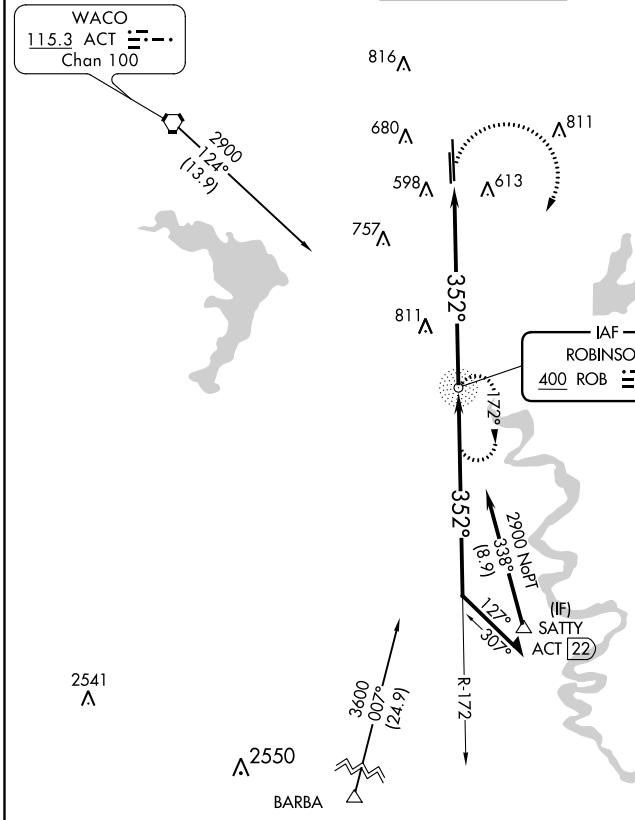 WACO
115.3 ACT
Chan 100
816
680
811
598
613
2900
124°
(13.9)
757
352°
811
IAF
400 ROB
172°
352°
2900 NoPT
338°
(8.9)
127°
307°
(IF)
SATTY
ACT 22
R-172
2541
3600
007°
(24.9)
2550
BARBA